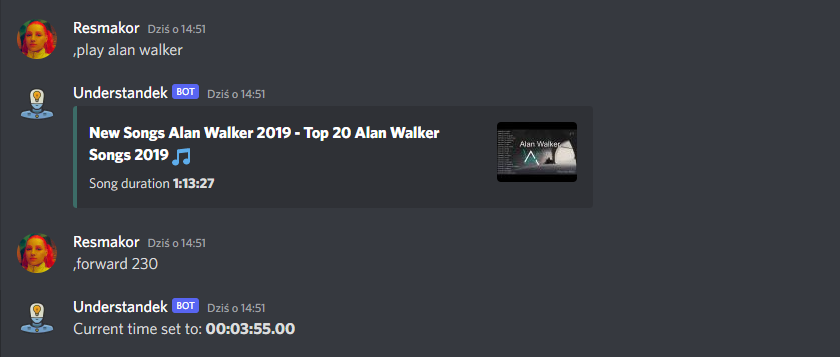 Resmakor Dziś o 14:51
,play alan walker
Understandek BOT Dziś o 14:51
New Songs Alan Walker 2019 - Top 20 Alan Walker
Songs 2019 🎵
Alan Walker
Song duration 1:13:27
Resmakor Dziś o 14:51
,forward 230
Understandek BOT Dziś o 14:51
Current time set to: 00:03:55.00